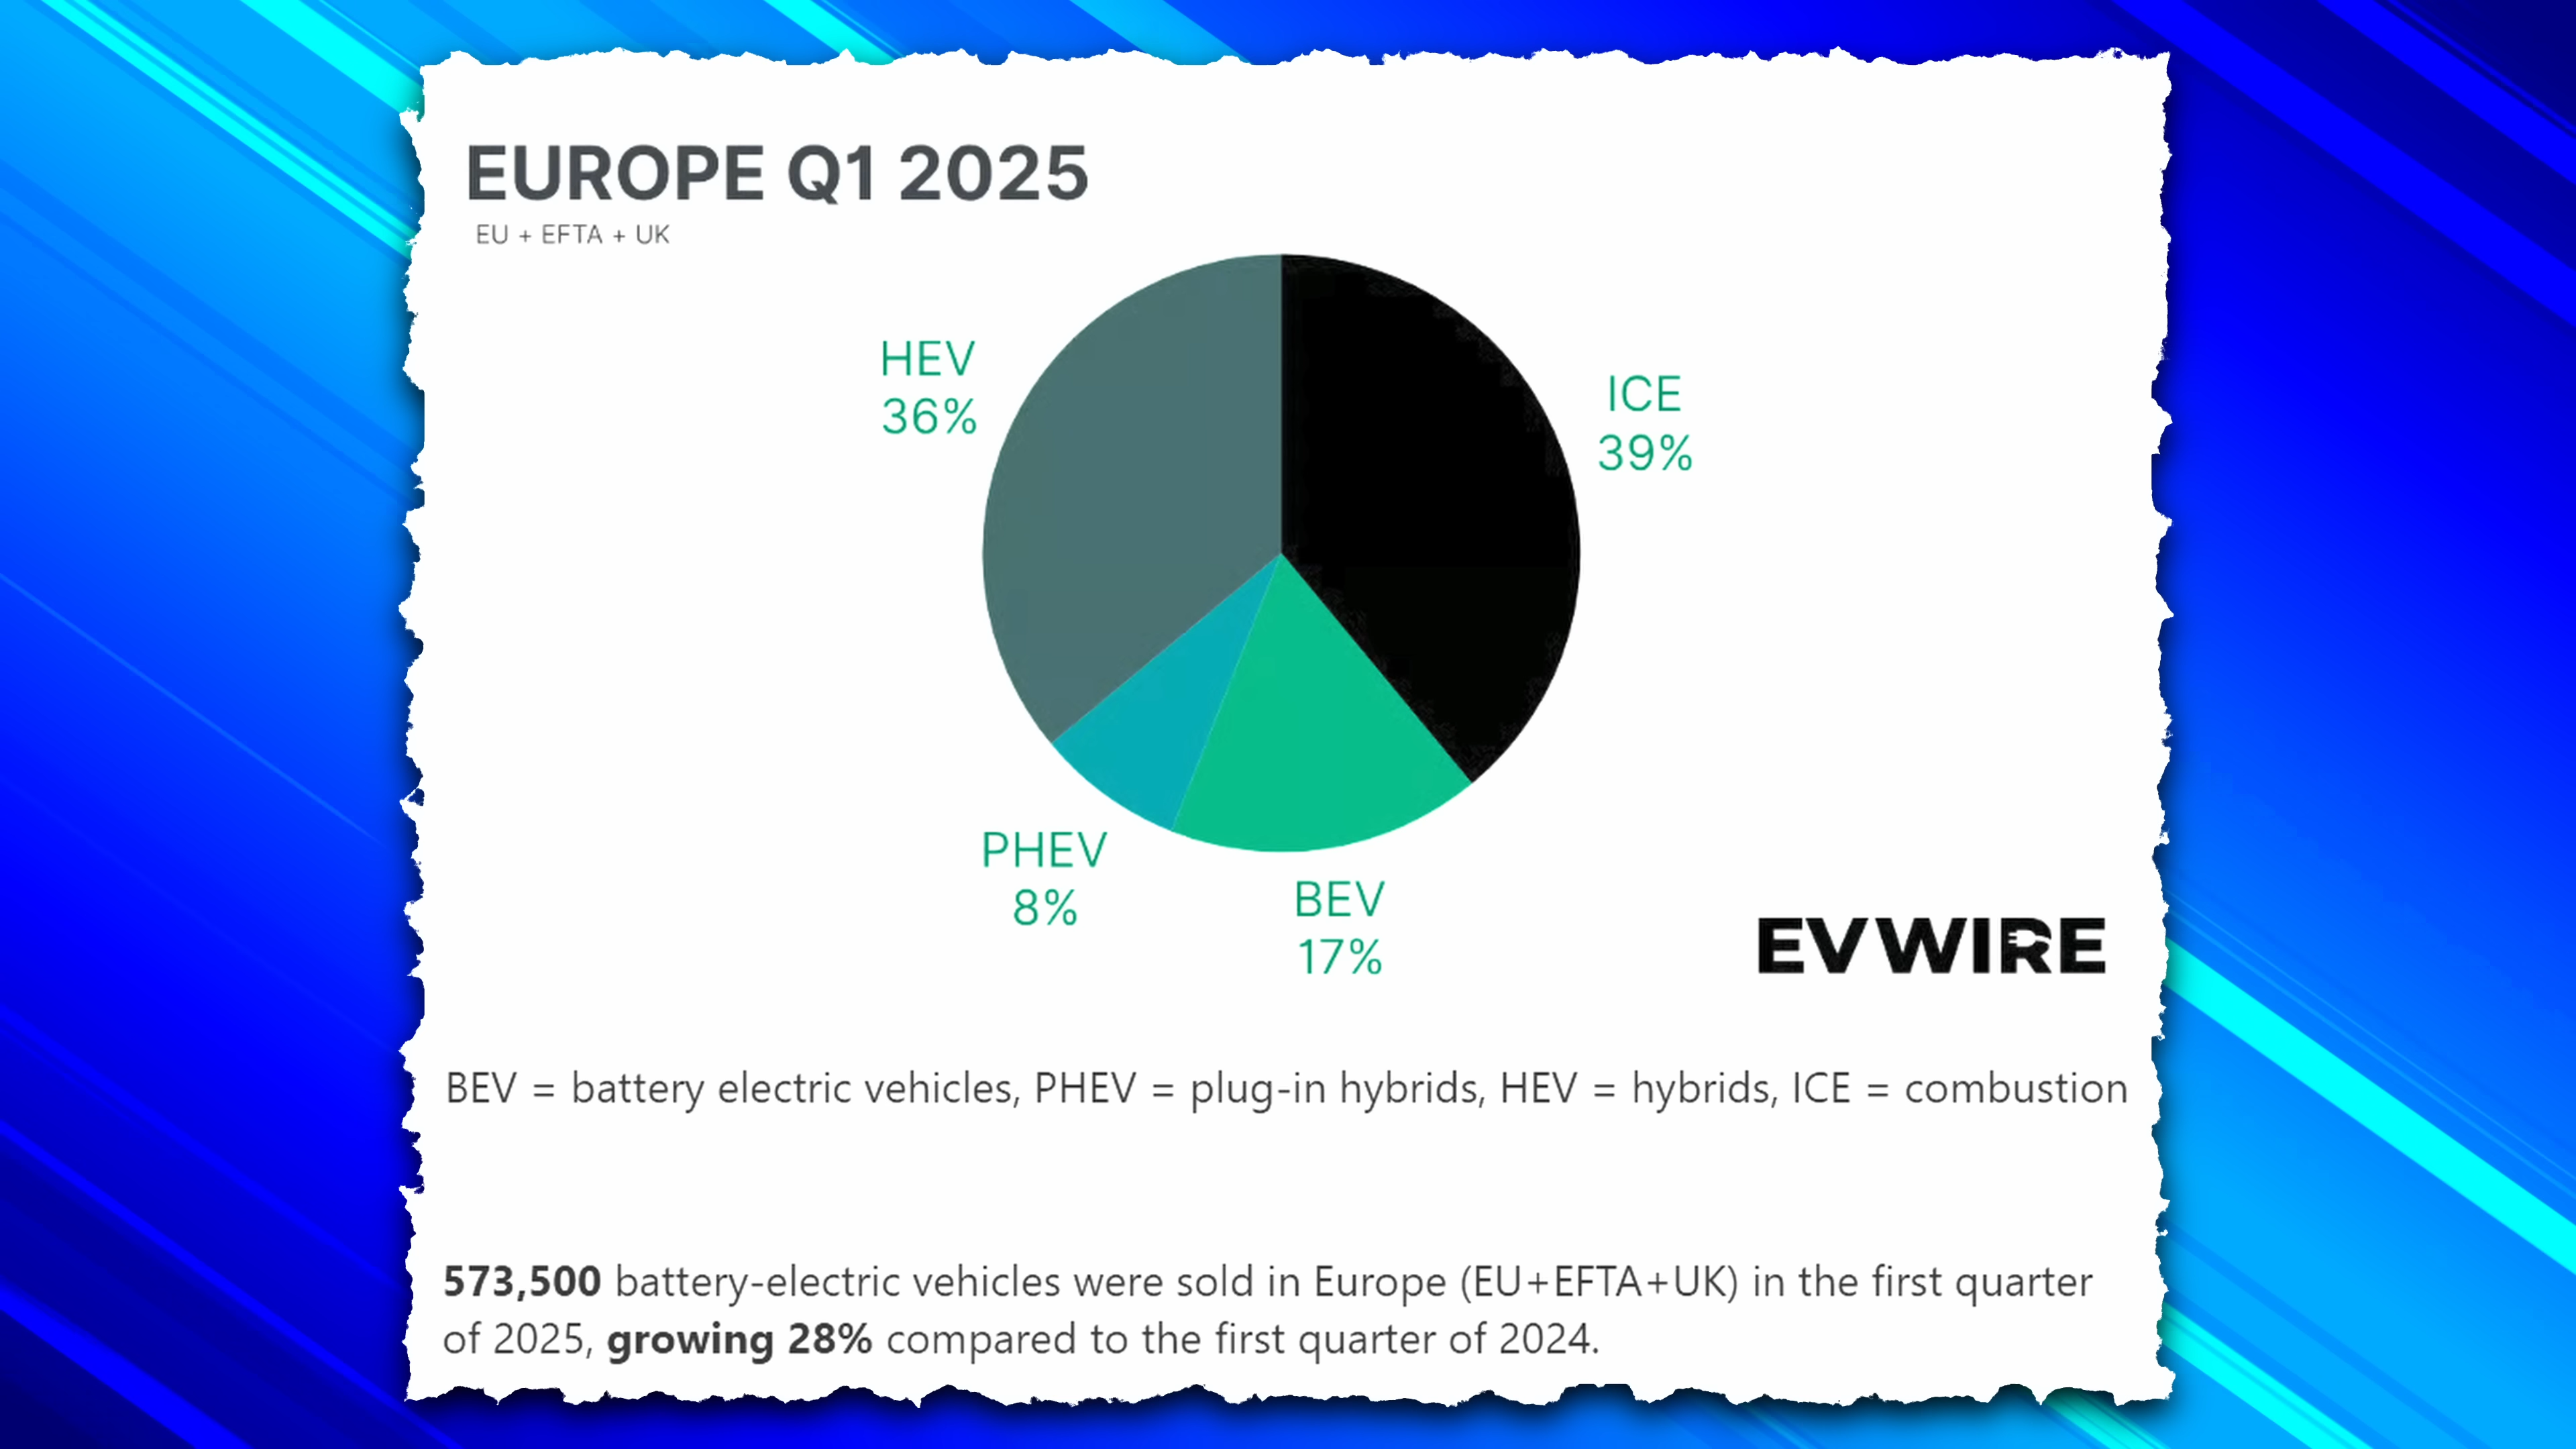 EUROPE Q1 2025
EU + EFTA + UK
HEV
36%
ICE
39%
PHEV
8%
BEV
17%
EVWIRE
BEV = battery electric vehicles, PHEV = plug-in hybrids, HEV = hybrids, ICE = combustion
573,500 battery-electric vehicles were sold in Europe (EU+EFTA+UK) in the first quarter
of 2025, growing 28% compared to the first quarter of 2024.